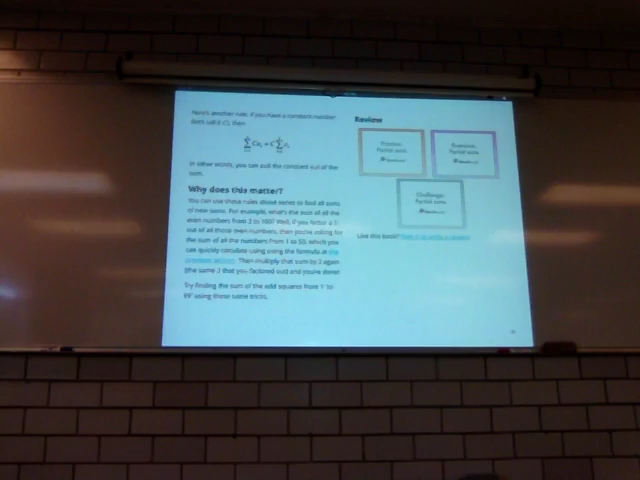 Here's another rule: if you have a constant number
(let's call it C), then
In other words, you can pull the constant out of the
sum.
Why does this matter?
You can use these rules about series to find all sorts
of new sums. For example, what's the sum of all the
even numbers from 2 to 100? Well, if you factor a 2
out of all those even numbers, then you're asking for
the sum of all the numbers from 1 to 50, which you
can quickly calculate using using the formula at the
Then multiply that sum by 2 again
(the same 2 that you factored out) and you're done!
Try finding the sum of the odd squares from 1 to
99 using these same tricks.
Review
Practice:
Partial sums
Partial sums
Challenge:
Partial sums
Like this book?